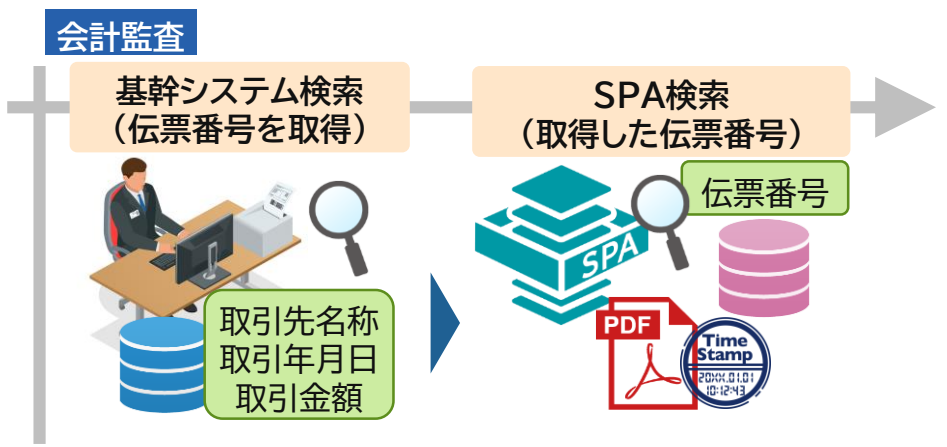 会計監査
基幹システム検索
（伝票番号を取得）
SPA検索
（取得した伝票番号）
取引先名称
取引年月日
取引金額
SPA
伝票番号
PDF
Time
Stamp
20XX.01.01
10:12:43